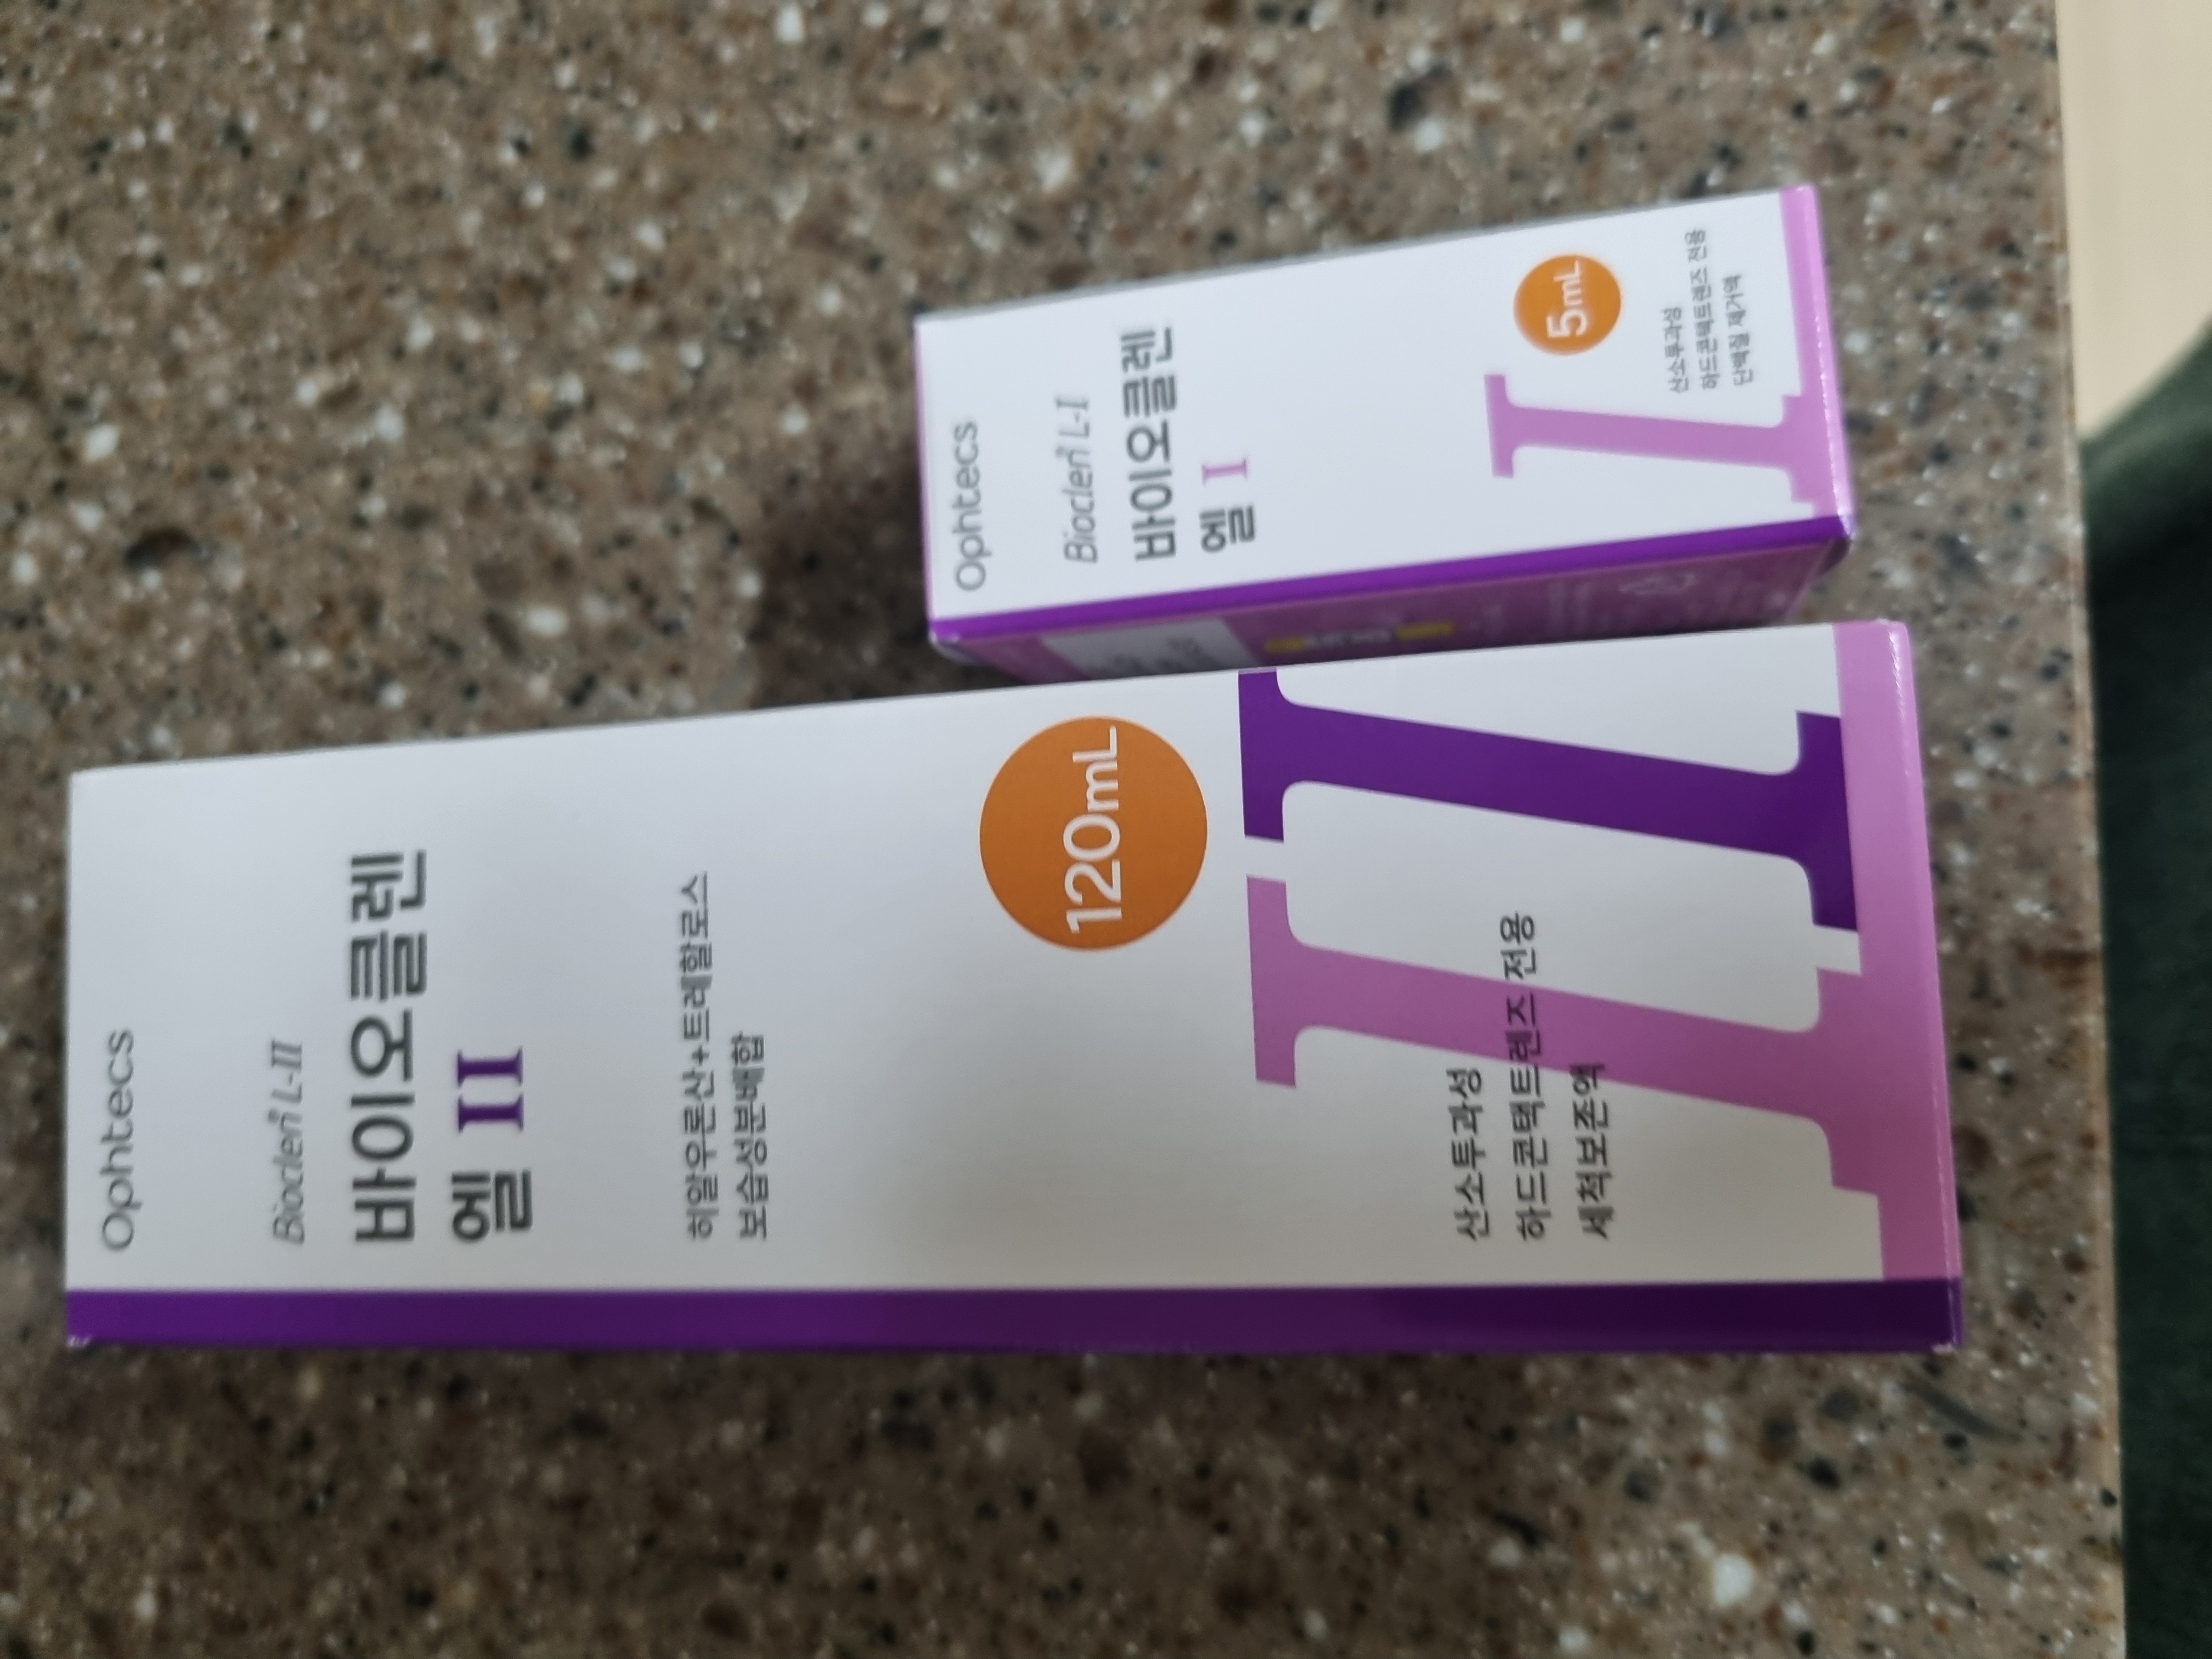 Ophtecs
Bioclen L-II
바이오클렌
엘 II
히알우론산+트레할로스
보습성분배합
120mL
산소투과성
하드콘택트렌즈 전용
세척보존액
Ophtecs
Bioclen L-I
바이오클렌
엘 I
5mL
산소투과성
하드콘택트렌즈 전용
단백질 제거액